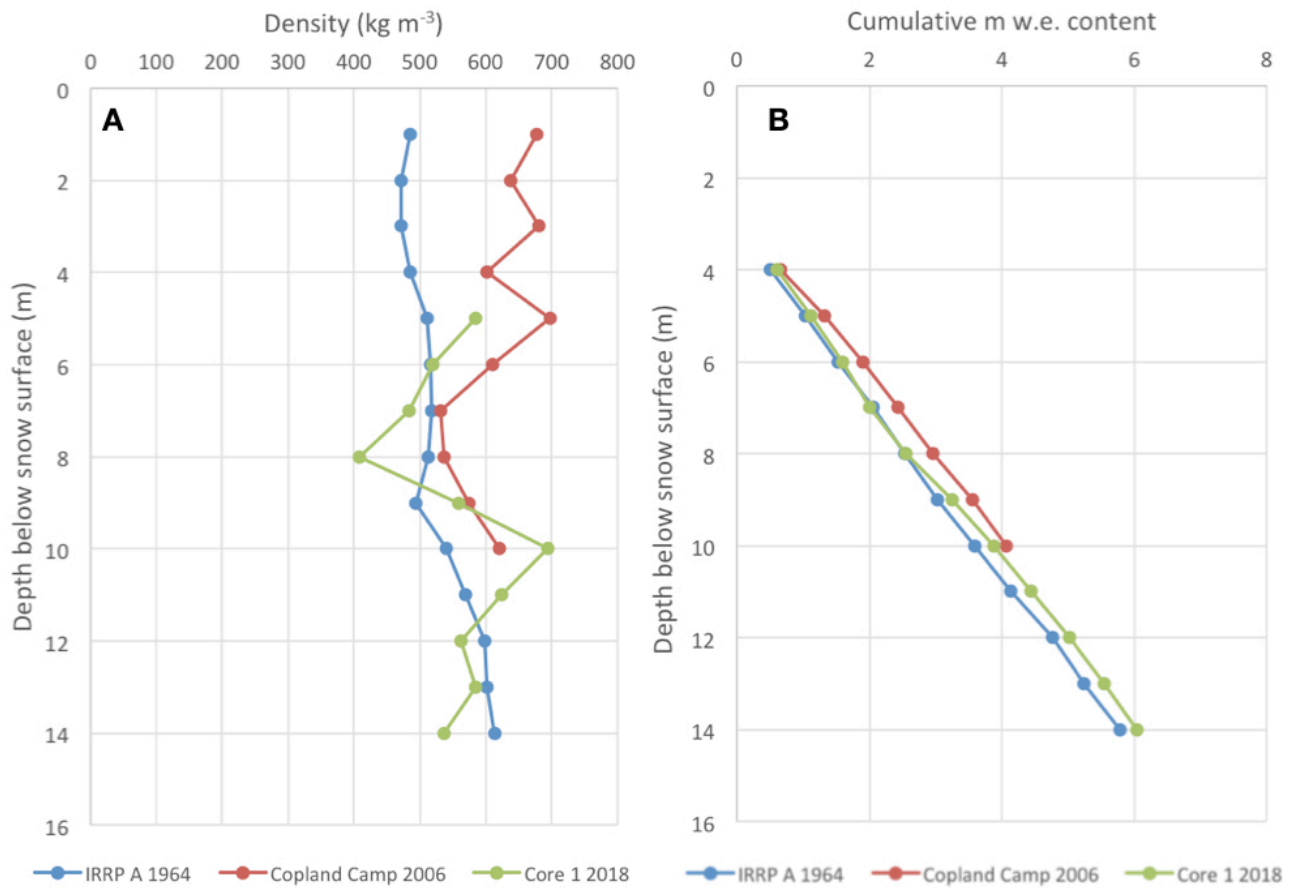 Density (kg m-3)
0 100 200 300 400 500 600 700 800
A
0
2
4
6
8
10
12
14
16
Depth below snow surface (m)
IRRP A 1964 Copland Camp 2006 Core 1 2018
Cumulative m w.e. content
0 2 4 6 8
B
0
2
4
6
8
10
12
14
16
Depth below snow surface (m)
IRRP A 1964 Copland Camp 2006 Core 1 2018